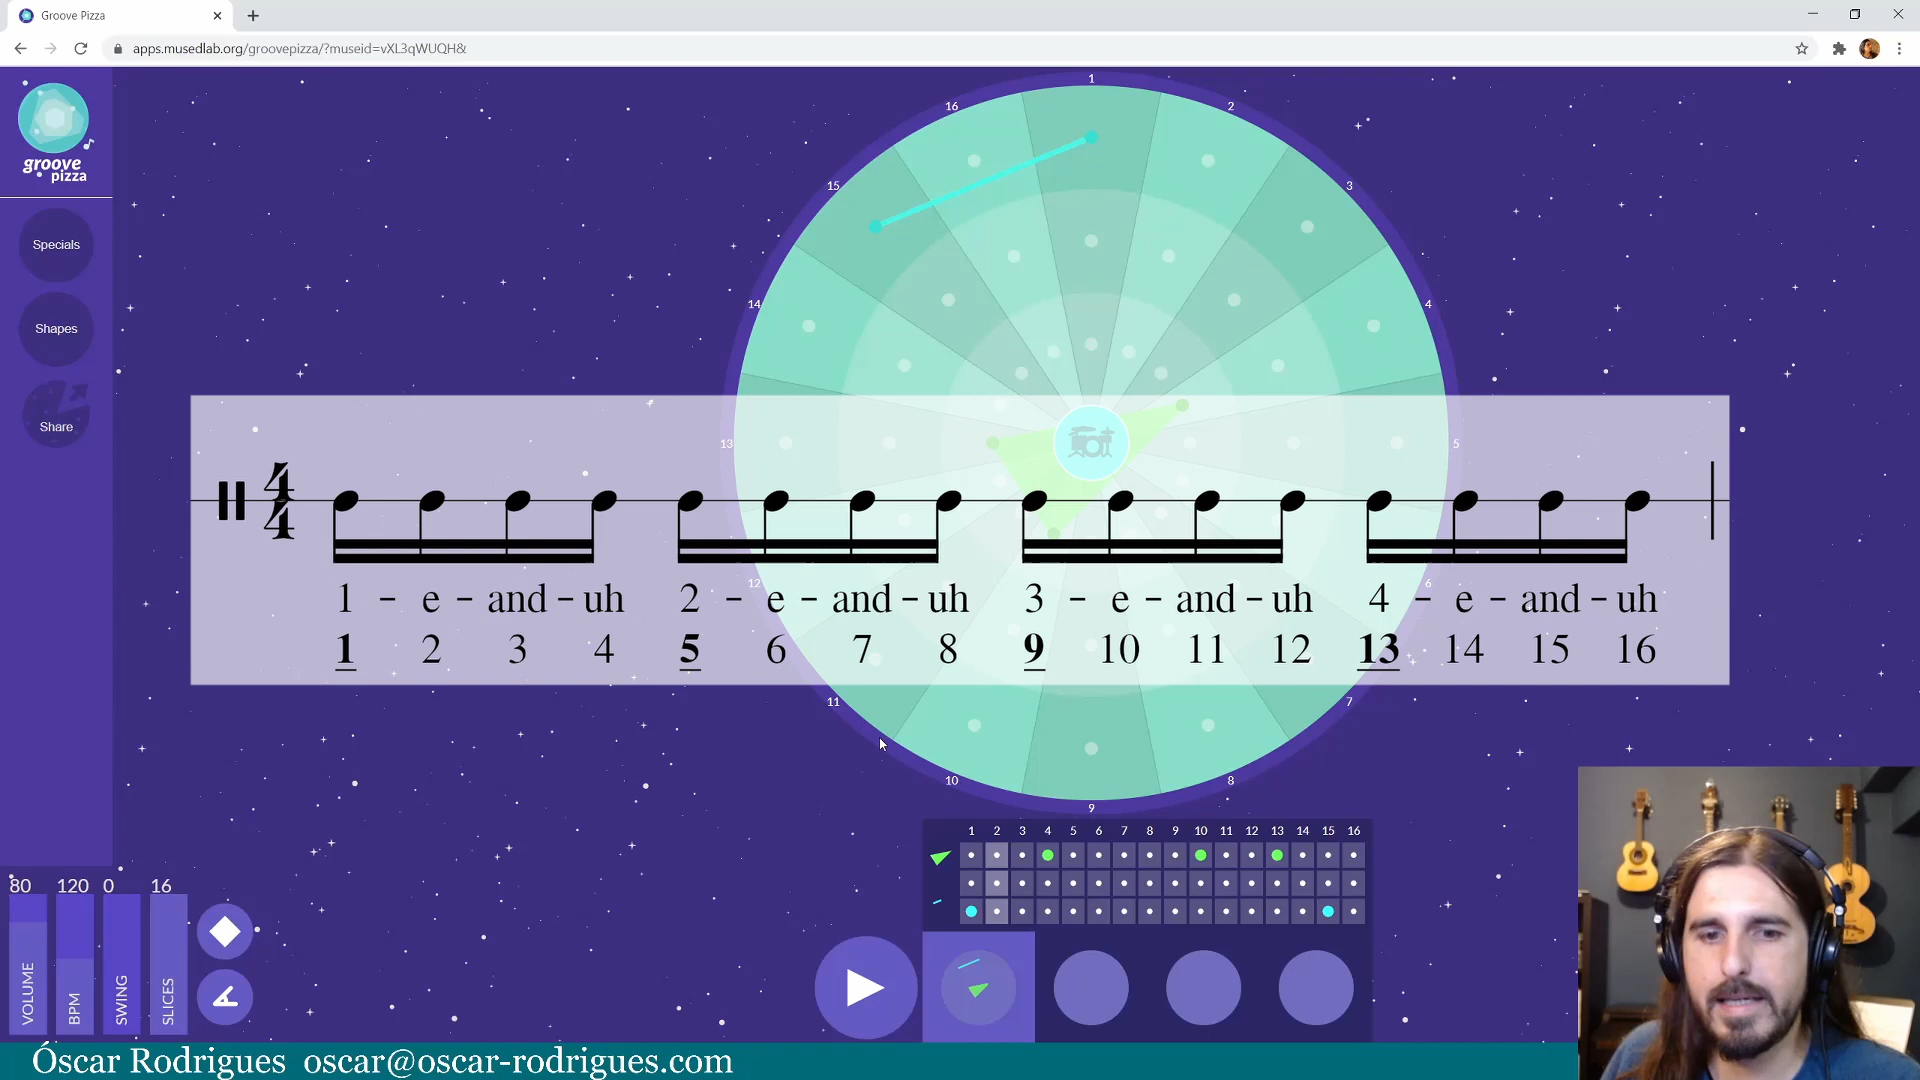 Groove Pizza
apps.musedlab.org/groovepizza/?museid=vXL3qWUQH&
groove
pizza
Specials
Shapes
Share
1
16
2
15
3
14
4
13
5
12
6
11
7
10
8
9
4
4
1 - e - and - uh 2 - e - and - uh 3 - e - and - uh 4 - e - and - uh
1 2 3 4 5 6 7 8 9 10 11 12 13 14 15 16
1 2 3 4 5 6 7 8 9 10 11 12 13 14 15 16
80 120 0 16
VOLUME
BPM
SWING
SLICES
Óscar Rodrigues oscar@oscar-rodrigues.com